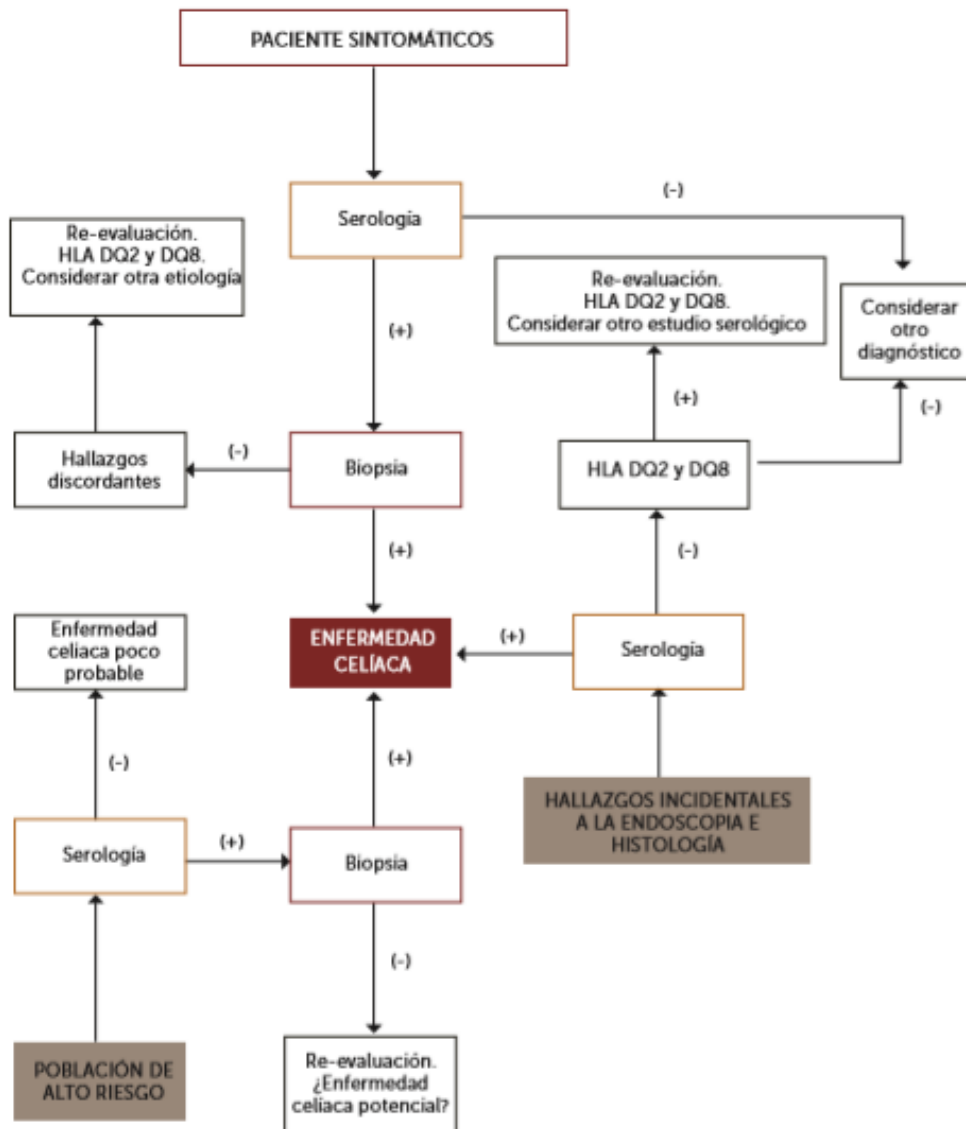 PACIENTE SINTOMÁTICOS
(-)
Serología
Re-evaluación.
HLA DQ2 y DQ8.
Considerar otra etiología
Re-evaluación.
HLA DQ2 y DQ8.
Considerar otro estudio serológico
Considerar
otro
diagnóstico
(+)
(+)
(-)
Hallazgos
discordantes
(-)
Biopsia
HLA DQ2 y DQ8
(+)
(-)
Enfermedad
celiaca poco
probable
ENFERMEDAD
CELÍACA
(+)
Serología
(-)
(+)
HALLAZGOS INCIDENTALES
A LA ENDOSCOPIA E
HISTOLOGÍA
Serología
(+)
Biopsia
(-)
POBLACIÓN DE
ALTO RIESGO
Re-evaluación.
¿Enfermedad
celíaca potencial?